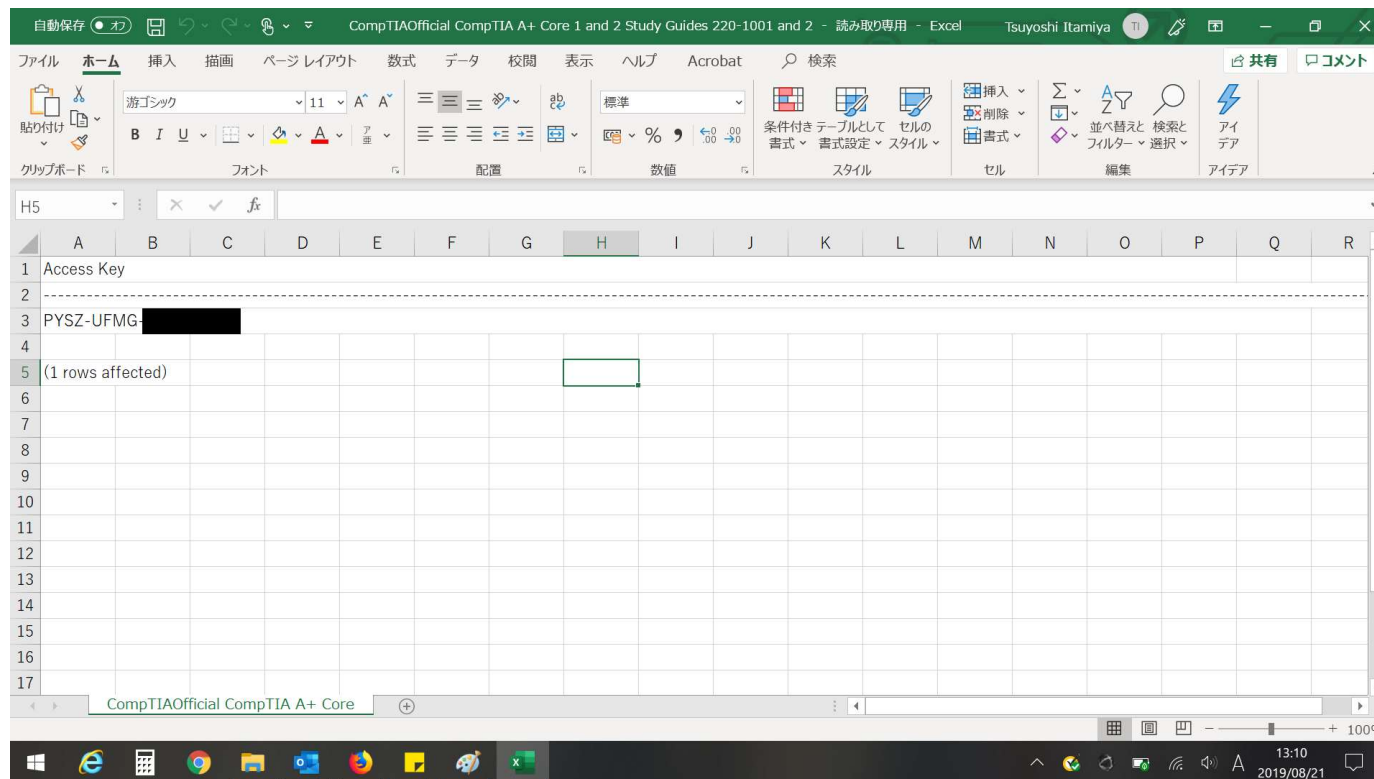 自動保存 オフ CompTIAOfficial CompTIA A+ Core 1 and 2 Study Guides 220-1001 and 2 - 読み取り専用 - Excel Tsuyoshi Itamiya TI
ファイル ホーム 挿入 描画 ページ レイアウト 数式 データ 校閲 表示 ヘルプ Acrobat 検索 共有 コメント
貼り付け 游ゴシック 11 A A 標準 条件付き書式 テーブルとして書式設定 セルのスタイル 挿入 削除 書式 並べ替えとフィルター 検索と選択 アイデア
B I U A % 
クリップボード フォント 配置 数値 スタイル セル 編集 アイデア
H5 fx
A B C D E F G H I J K L M N O P Q R
1 Access Key
2 --------------------------------------------------------------------------------
3 PYSZ-UFMG-
4
5 (1 rows affected)
6
7
8
9
10
11
12
13
14
15
16
17
CompTIAOfficial CompTIA A+ Core
100%
A 13:10
2019/08/21